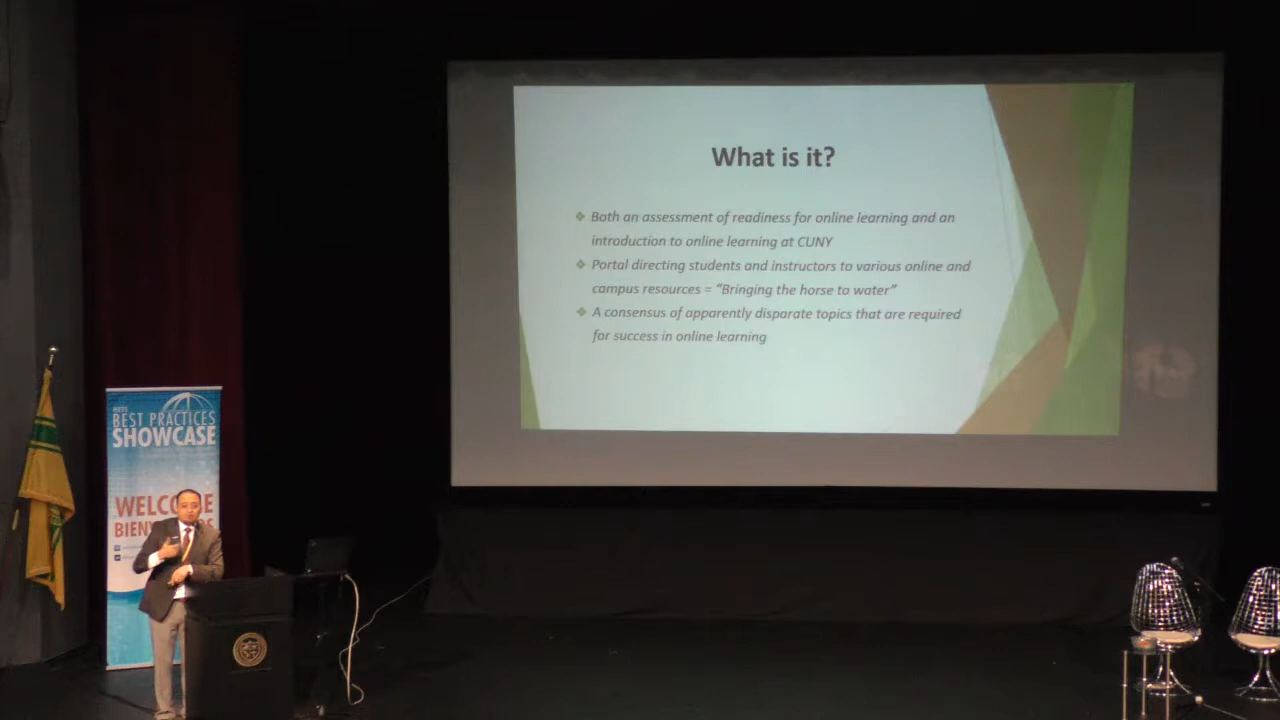 What is it?
❖ Both an assessment of readiness for online learning and an
introduction to online learning at CUNY
❖ Portal directing students and instructors to various online and
campus resources = “Bringing the horse to water”
❖ A consensus of apparently disparate topics that are required
for success in online learning
HETS
BEST PRACTICES
SHOWCASE